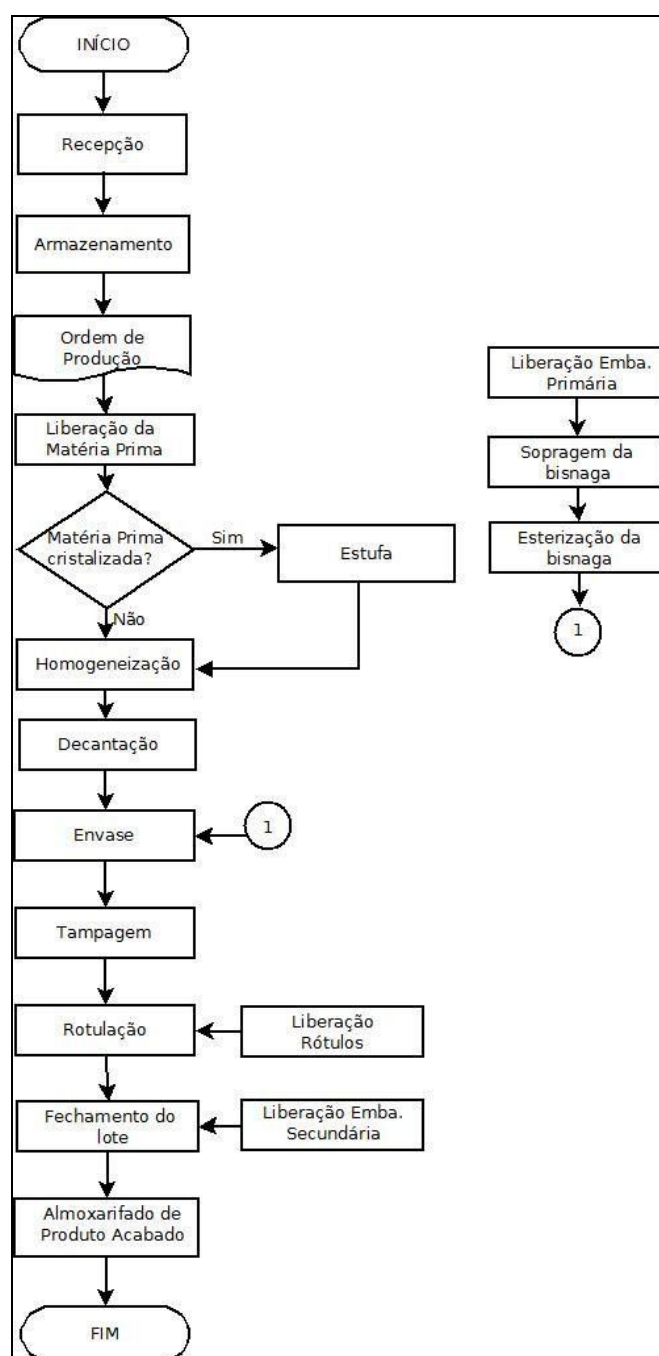 INÍCIO
Recepção
Armazenamento
Ordem de
Produção
Liberação da
Matéria Prima
Matéria Prima
cristalizada?
Sim
Estufa
Não
Homogeneização
Decantação
Envase
1
Tampagem
Rotulação
Liberação
Rótulos
Fechamento do
lote
Liberação Emba.
Secundária
Almoxarifado de
Produto Acabado
FIM
Liberação Emba.
Primária
Sopragem da
bisnaga
Esterização da
bisnaga
1